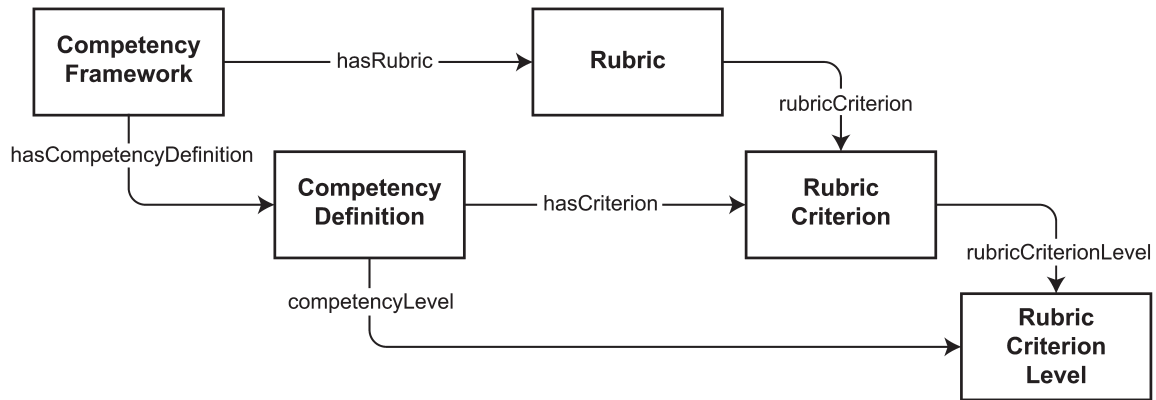 Competency
Framework
hasRubric
Rubric
rubricCriterion
hasCompetencyDefinition
Competency
Definition
hasCriterion
Rubric
Criterion
rubricCriterionLevel
competencyLevel
Rubric
Criterion
Level